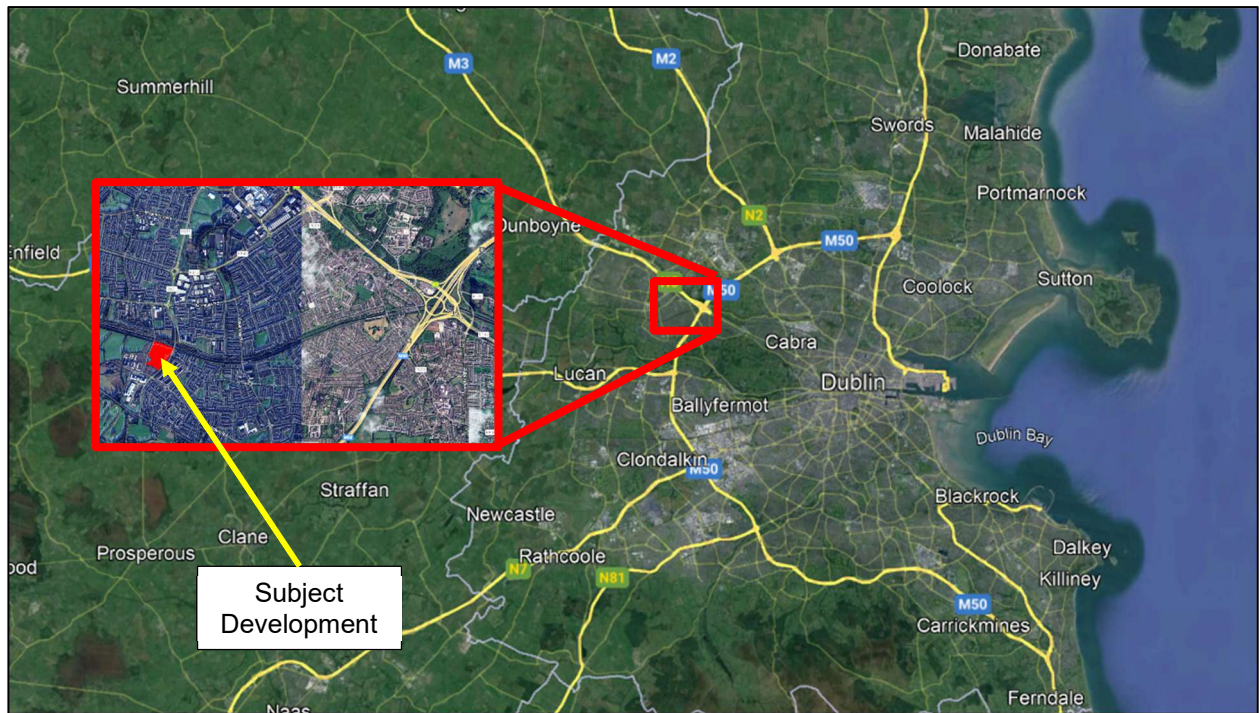 M3
M2
Donabate
Summerhill
Swords
Malahide
Portmarnock
N2
Dunboyne
M50
Enfield
Sutton
Coolock
M50
Cabra
Lucan
Dublin
Ballyfermot
Dublin Bay
Clondalkin
M50
Straffan
Blackrock
Newcastle
Clane
Prosperous
Rathcoole
Dalkey
N7
N81
Killiney
Subject
Development
M50
Carrickmines
Ferndale
Naas